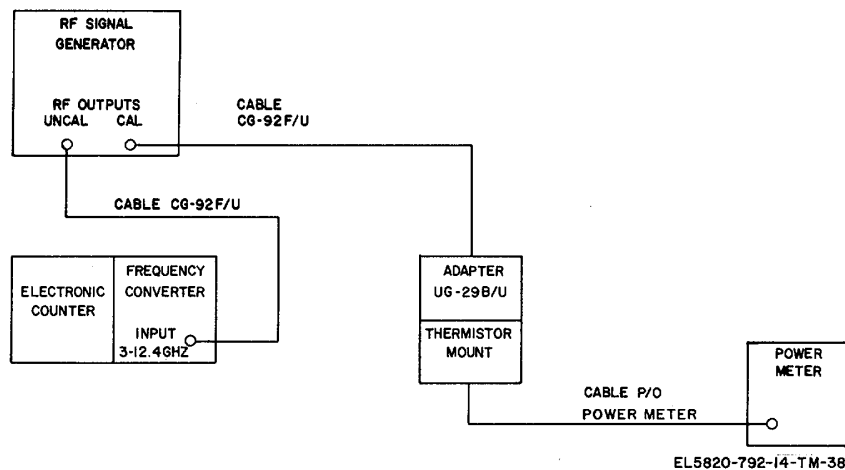 RF SIGNAL
GENERATOR
RF OUTPUTS
UNCAL CAL
CABLE
CG-92F/U
CABLE CG-92F/U
ELECTRONIC
COUNTER
FREQUENCY
CONVERTER
INPUT
3-12.4GHZ
ADAPTER
UG-29B/U
THERMISTOR
MOUNT
CABLE P/O
POWER METER
POWER
METER
EL5820-792-14-TM-38